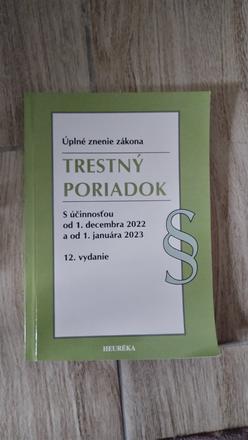 Úplné znenie zákona
TRESTNÝ
PORIADOK
S účinnosťou
od 1. decembra 2022
a od 1. januára 2023
12. vydanie
§
HEURÉKA